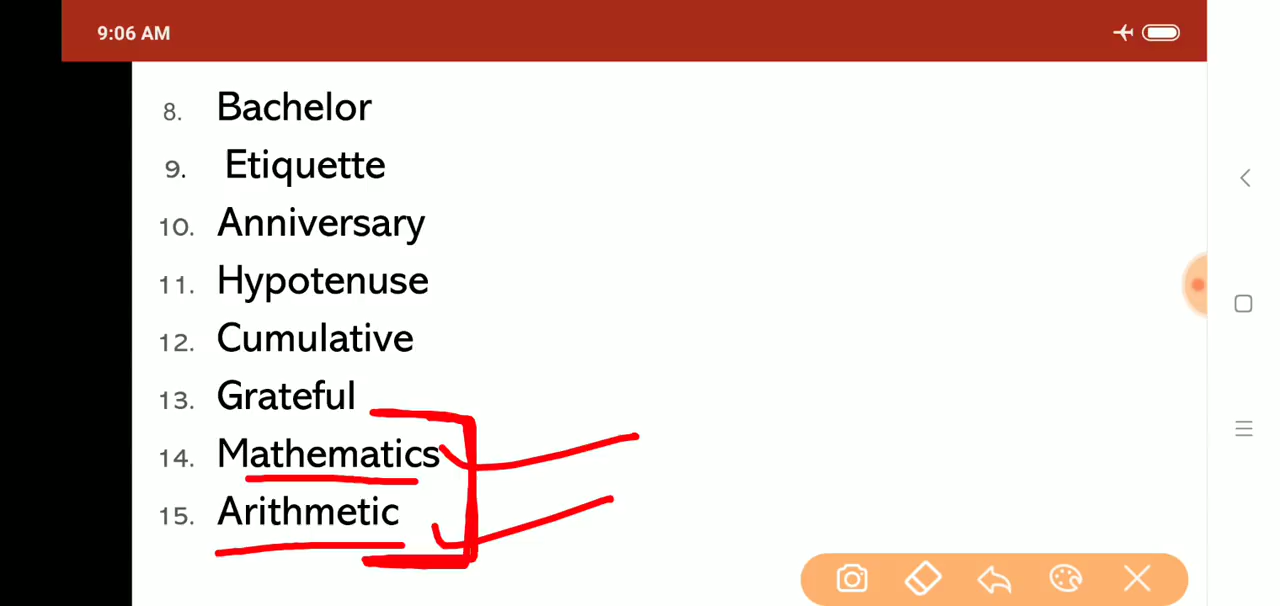 9:06 AM
8. Bachelor
9. Etiquette
10. Anniversary
11. Hypotenuse
12. Cumulative
13. Grateful
14. Mathematics
15. Arithmetic